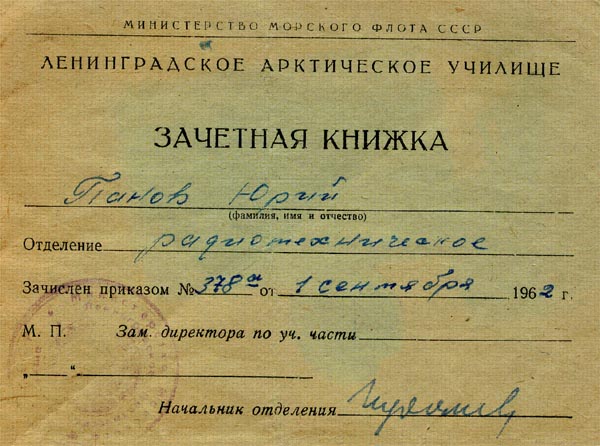 МИНИСТЕРСТВО МОРСКОГО ФЛОТА СССР
ЛЕНИНГРАДСКОЕ АРКТИЧЕСКОЕ УЧИЛИЩЕ
ЗАЧЕТНАЯ КНИЖКА
Панов Юрий
(фамилия, имя и отчество)
Отделение радиотехническое
Зачислен приказом № 378а от 1 сентября 1962 г.
М. П. Зам. директора по уч. части
„ “
Начальник отделения